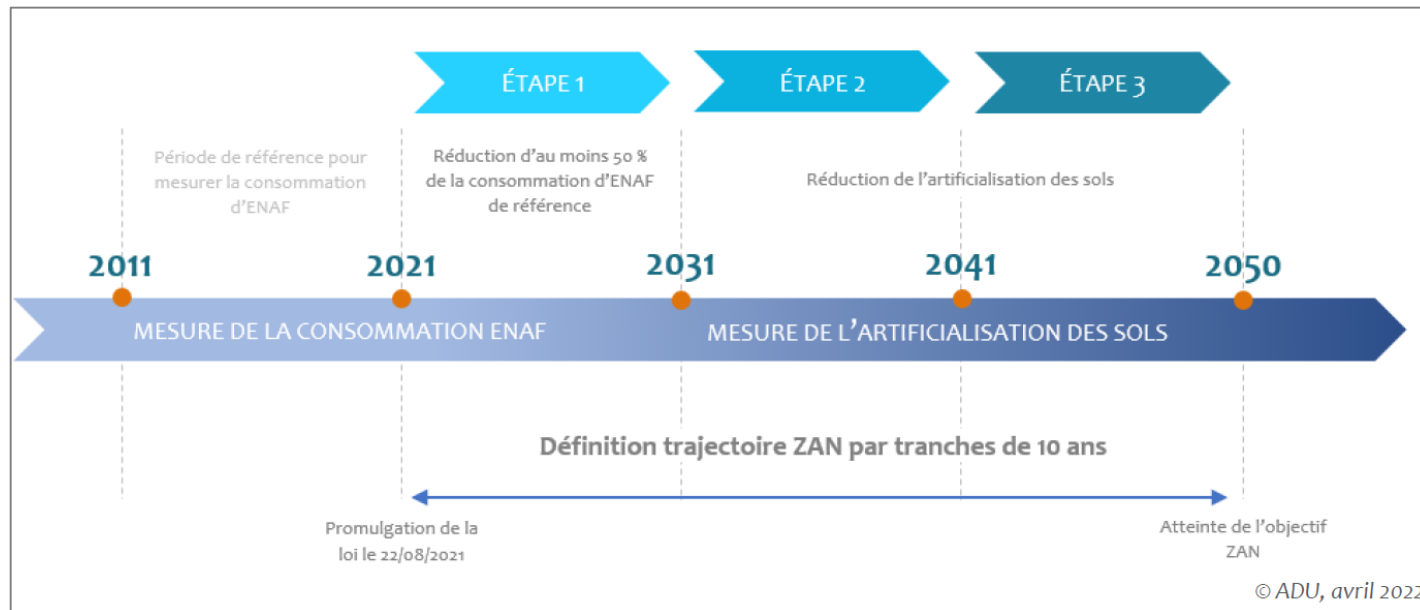 ÉTAPE 1
ÉTAPE 2
ÉTAPE 3
Période de référence pour
mesurer la consommation
d’ENAF
Réduction d’au moins 50 %
de la consommation d’ENAF
de référence
Réduction de l’artificialisation des sols
2011
2021
2031
2041
2050
MESURE DE LA CONSOMMATION ENAF
MESURE DE L’ARTIFICIALISATION DES SOLS
Définition trajectoire ZAN par tranches de 10 ans
Promulgation de la
loi le 22/08/2021
Atteinte de l’objectif
ZAN
© ADU, avril 2022